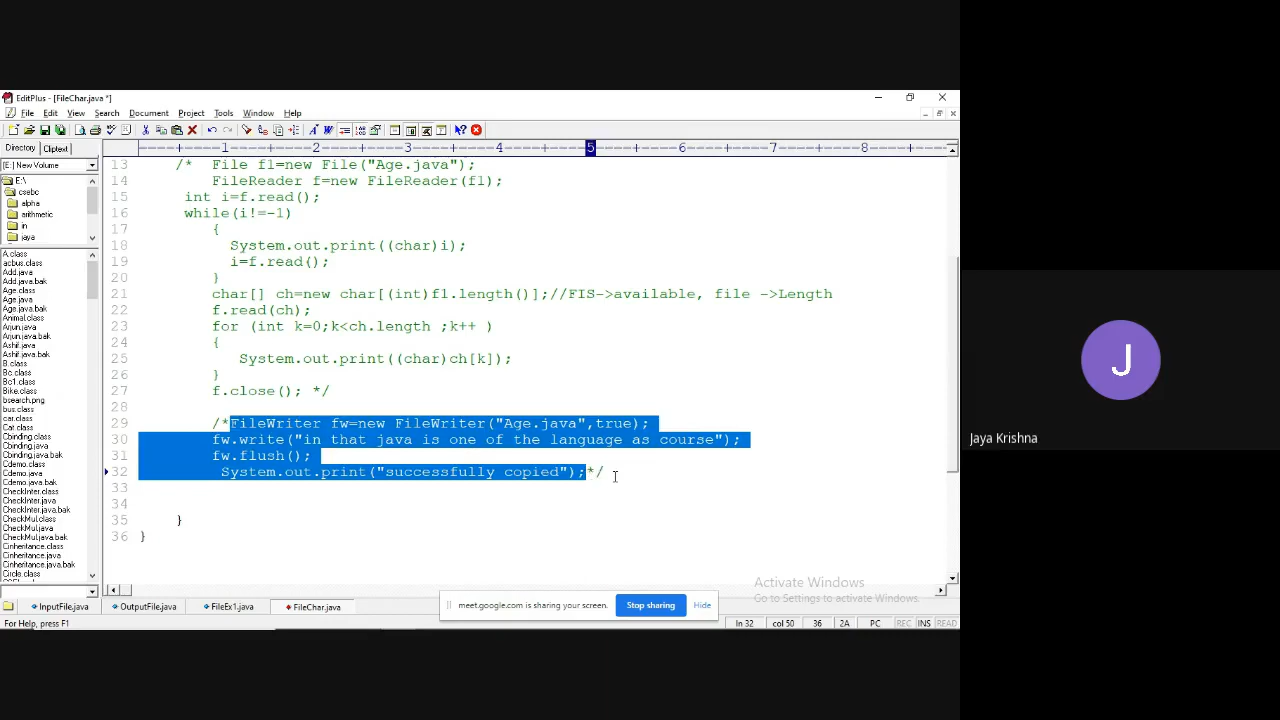 EditPlus - [FileChar.java *]
File Edit View Search Document Project Tools Window Help
Directory Cliptext
----+----1----+----2----+----3----+----4----+----5----+----6----+----7----+----8----+--
[E:] New Volume
E:\
csebc
alpha
arithmetic
in
jaya
A.class
acbus.class
Add.java
Add.java.bak
Age.class
Age.java
Age.java.bak
Animal.class
Arjun.java
Arjun.java.bak
Ashif.java
Ashif.java.bak
B.class
Bc.class
Bc1.class
Bike.class
bsearch.png
bus.class
car.class
Cat.class
Cbinding.class
Cbinding.java
Cbinding.java.bak
Cdemo.class
Cdemo.java
Cdemo.java.bak
CheckInter.class
CheckInter.java
CheckInter.java.bak
CheckMul.class
CheckMul.java
CheckMul.java.bak
Cinheritance.class
Cinheritance.java
Cinheritance.java.bak
Circle.class
13 /* File f1=new File("Age.java");
14 FileReader f=new FileReader(f1);
15 int i=f.read();
16 while(i!=-1)
17 {
18 System.out.print((char)i);
19 i=f.read();
20 }
21 char[] ch=new char[(int)f1.length()];//FIS->available, file ->Length
22 f.read(ch);
23 for (int k=0;k<ch.length ;k++ )
24 {
25 System.out.print((char)ch[k]);
26 }
27 f.close(); */
28
29 /*FileWriter fw=new FileWriter("Age.java",true);
30 fw.write("in that java is one of the language as course");
31 fw.flush();
32 System.out.print("successfully copied");*/
33
34
35 }
36 }
Activate Windows
Go to Settings to activate Windows.
InputFile.java OutputFile.java FileEx1.java FileChar.java
meet.google.com is sharing your screen. Stop sharing Hide
For Help, press F1 ln 32 col 50 36 2A PC REC INS READ
J
Jaya Krishna